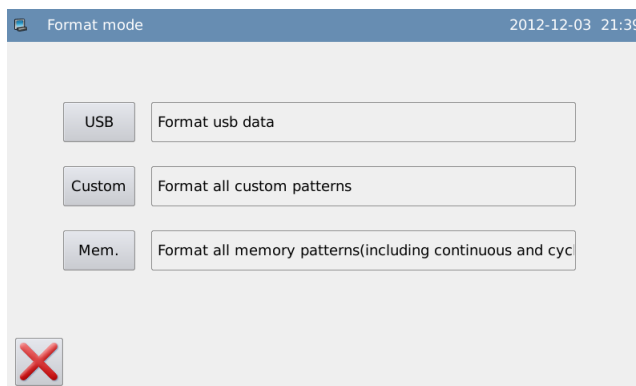 Format mode 2012-12-03 21:39
USB Format usb data
Custom Format all custom patterns
Mem. Format all memory patterns(including continuous and cyc